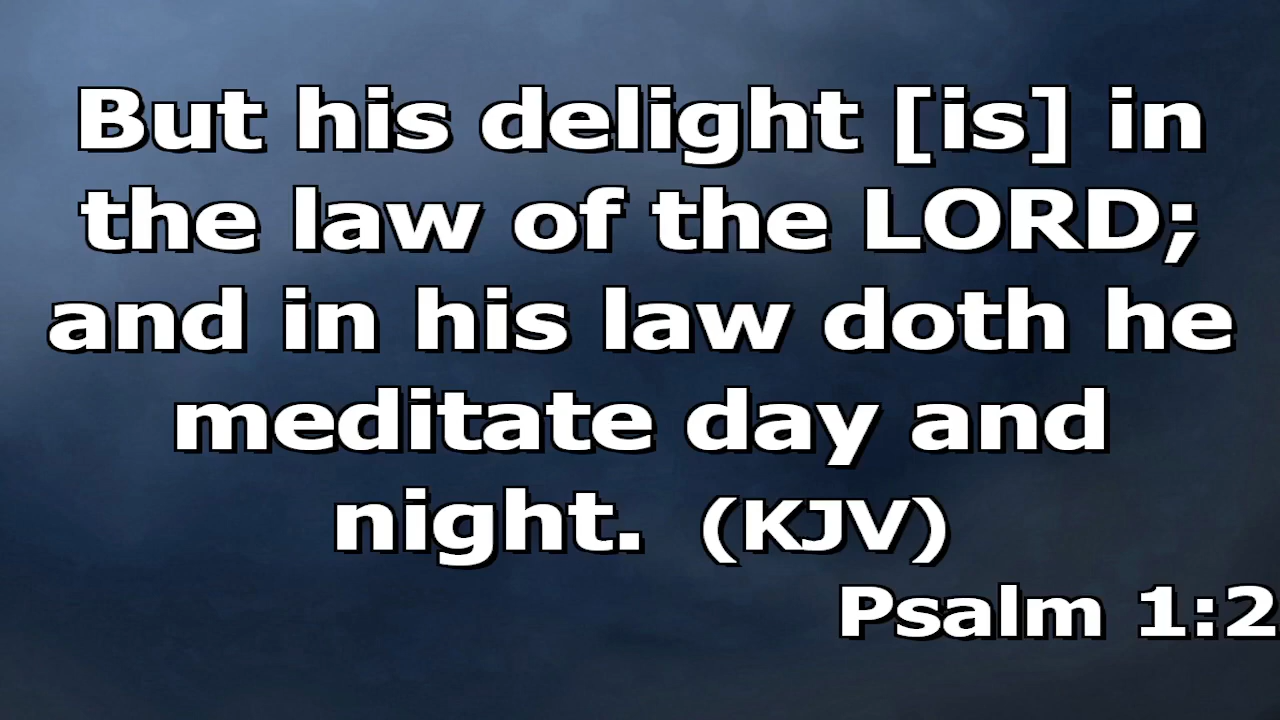 But his delight [is] in
the law of the LORD;
and in his law doth he
meditate day and
night. (KJV)
Psalm 1:2